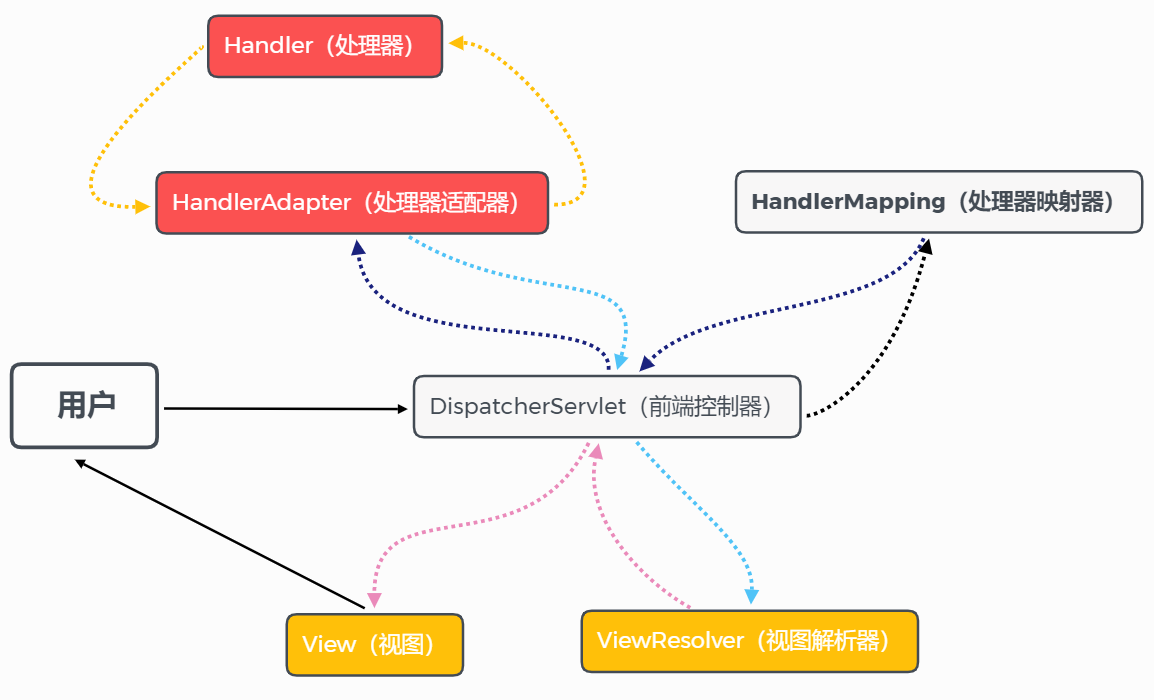 Handler（处理器）
HandlerAdapter（处理器适配器）
HandlerMapping（处理器映射器）
用户
DispatcherServlet（前端控制器）
View（视图）
ViewResolver（视图解析器）